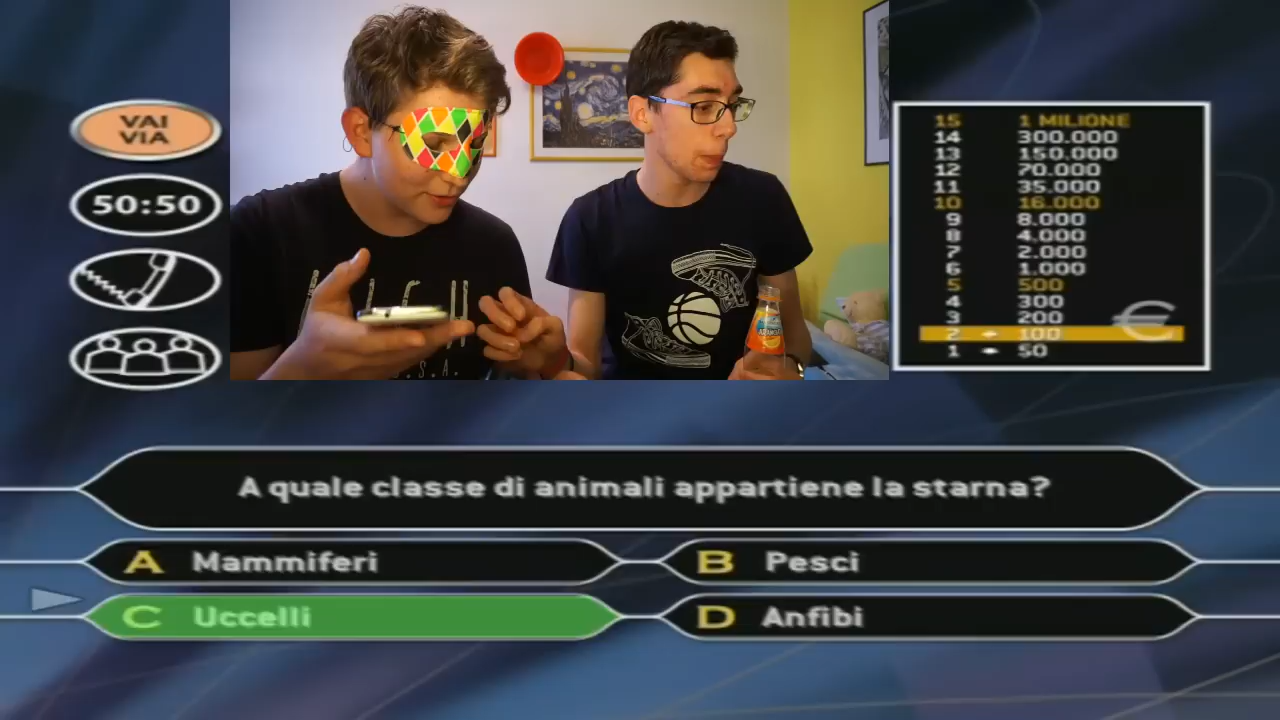 VAI
VIA
50:50
15 1 MILIONE
14 300.000
13 150.000
12 70.000
11 35.000
10 16.000
9 8.000
8 4.000
7 2.000
6 1.000
5 500
4 300
3 200
2 100
1 50
€
U.S.A.
A quale classe di animali appartiene la starna?
A Mammiferi
B Pesci
C Uccelli
D Anfibi